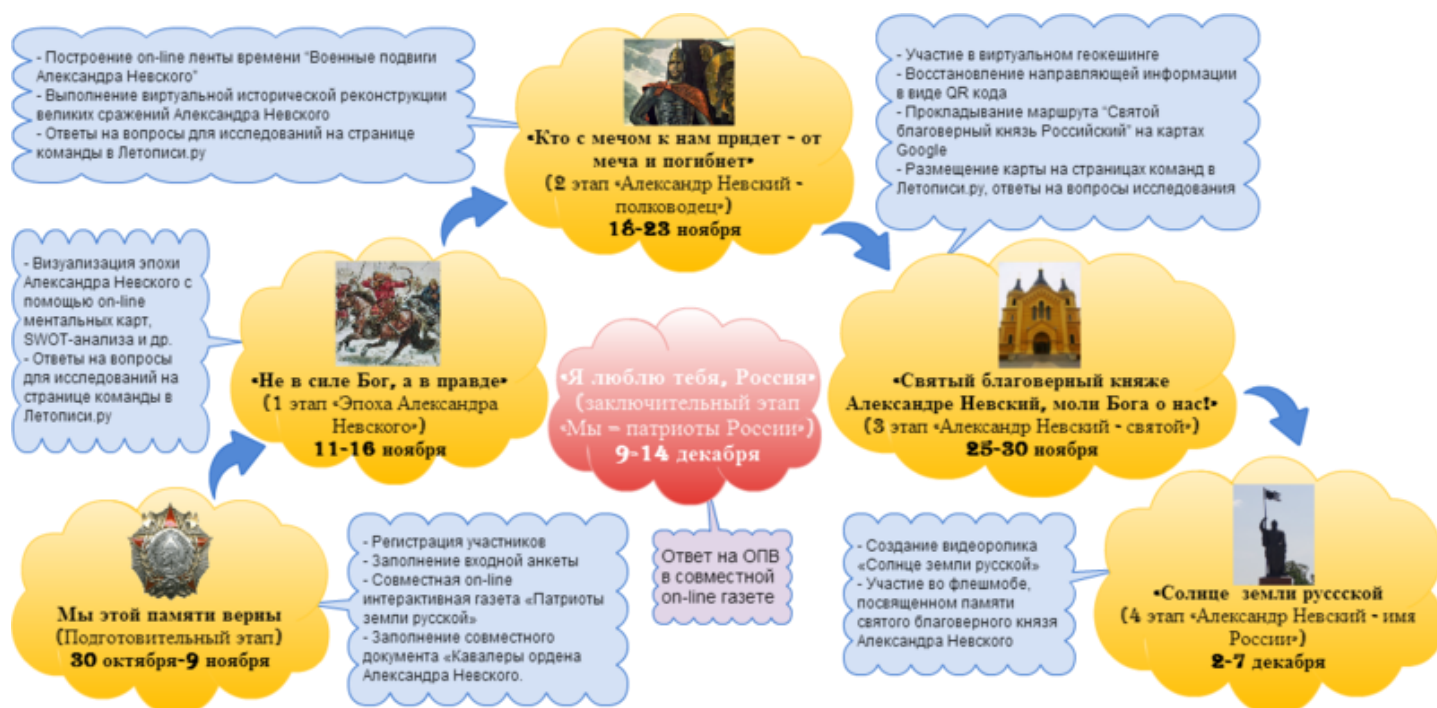 - Построение on-line ленты времени "Военные подвиги
Александра Невского"
- Выполнение виртуальной исторической реконструкции
великих сражений Александра Невского
- Ответы на вопросы для исследований на странице
команды в Летописи.ру
«Кто с мечом к нам придет - от
меча и погибнет»
(2 этап «Александр Невский -
полководец»)
18-23 ноября
- Участие в виртуальном геокешинге
- Восстановление направляющей информации
в виде QR кода
- Прокладывание маршрута "Святой
благоверный князь Российский" на картах
Google
- Размещение карты на страницах команд в
Летописи.ру, ответы на вопросы исследования
- Визуализация эпохи
Александра Невского с
помощью on-line
ментальных карт,
SWOT-анализа и др.
- Ответы на вопросы
для исследований на
странице команды в
Летописи.ру
«Не в силе Бог, а в правде»
(1 этап «Эпоха Александра
Невского»)
11-16 ноября
«Я люблю тебя, Россия»
(заключительный этап
«Мы - патриоты России»)
9-14 декабря
«Святый благоверный княже
Александре Невский, моли Бога о нас!»
(3 этап «Александр Невский - святой»)
25-30 ноября
Мы этой памяти верны
(Подготовительный этап)
30 октября-9 ноября
- Регистрация участников
- Заполнение входной анкеты
- Совместная on-line
интерактивная газета «Патриоты
земли русской»
- Заполнение совместного
документа «Кавалеры ордена
Александра Невского.
Ответ на ОПВ
в совместной
on-line газете
- Создание видеоролика
«Солнце земли русской»
- Участие во флешмобе,
посвященном памяти
святого благоверного князя
Александра Невского
«Солнце земли руссской
(4 этап «Александр Невский - имя
России»)
2-7 декабря